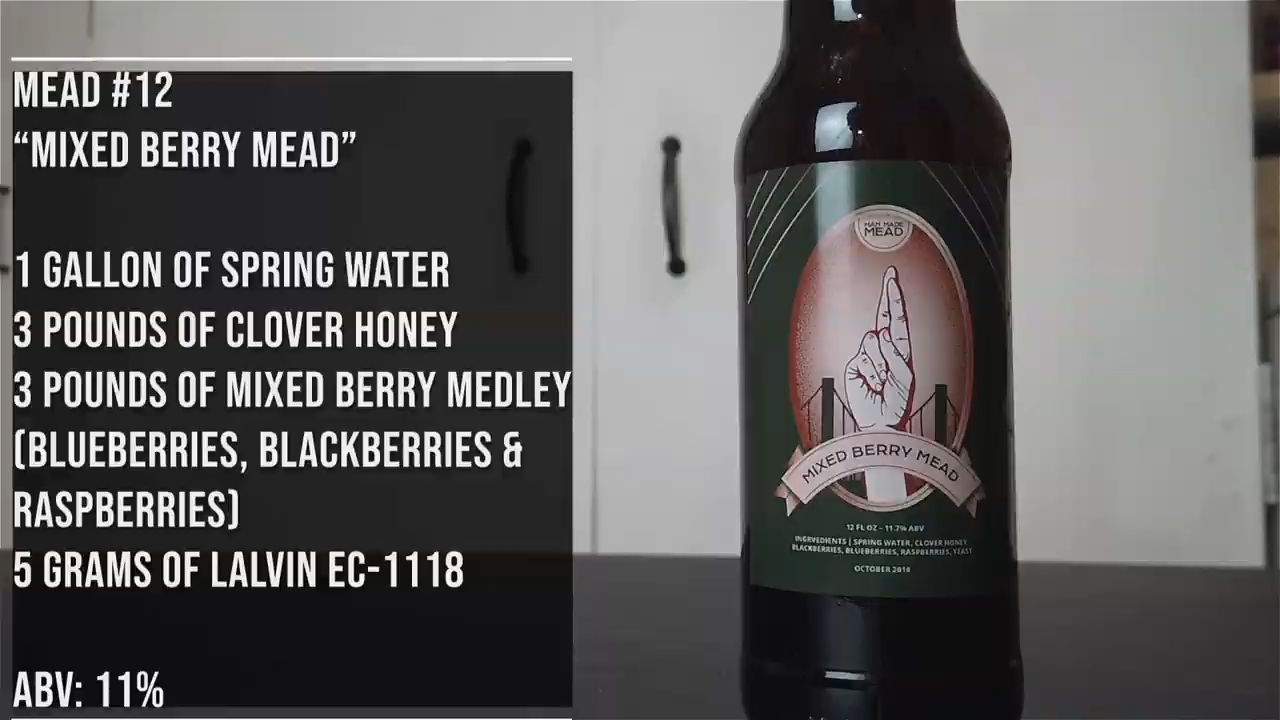 MEAD #12
“MIXED BERRY MEAD”
1 GALLON OF SPRING WATER
3 POUNDS OF CLOVER HONEY
3 POUNDS OF MIXED BERRY MEDLEY
(BLUEBERRIES, BLACKBERRIES &
RASPBERRIES)
5 GRAMS OF LALVIN EC-1118
ABV: 11%
MAN MADE
MEAD
MIXED BERRY MEAD
12 FL OZ - 11.7% ABV
INGREDIENTS | SPRING WATER, CLOVER HONEY
BLACKBERRIES, BLUEBERRIES, RASPBERRIES, YEAST
OCTOBER 2018